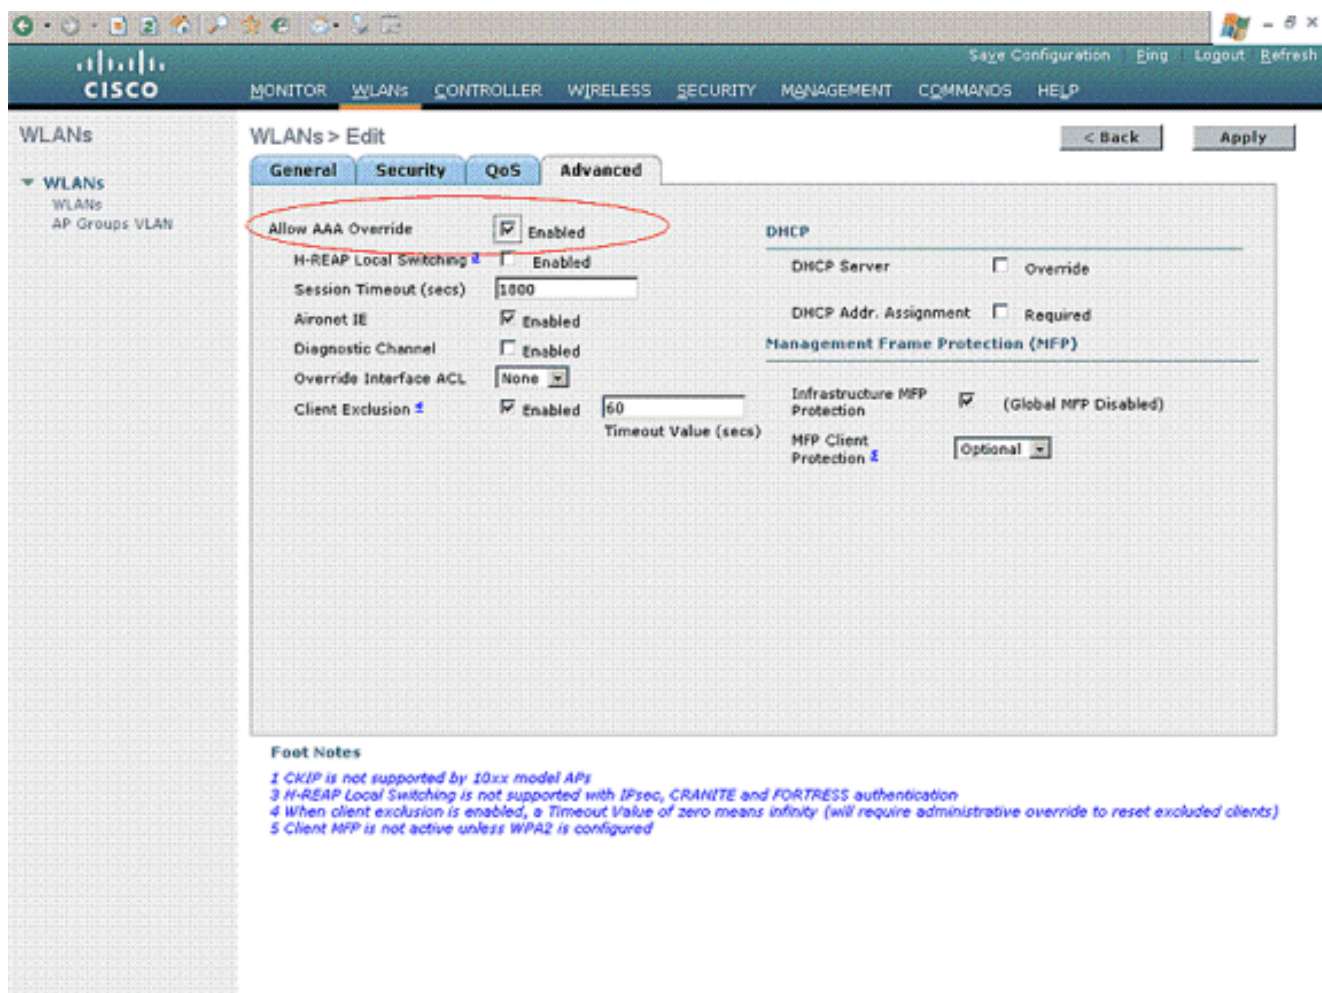 Save Configuration Ping Logout Refresh
CISCO MONITOR WLANs CONTROLLER WIRELESS SECURITY MANAGEMENT COMMANDS HELP
WLANs
WLANs > Edit
< Back Apply
General Security QoS Advanced
WLANs
WLANs
AP Groups VLAN
Allow AAA Override Enabled
H-REAP Local Switching Enabled
Session Timeout (secs) 1800
Aironet IE Enabled
Diagnostic Channel Enabled
Override Interface ACL None
Client Exclusion 4 Enabled 60
Timeout Value (secs)
DHCP
DHCP Server Override
DHCP Addr. Assignment Required
Management Frame Protection (MFP)
Infrastructure MFP
Protection (Global MFP Disabled)
MFP Client
Protection Optional
Foot Notes
1 CKIP is not supported by 10xx model APs
3 H-REAP Local Switching is not supported with IPsec, CRANITE and FORTRESS authentication
4 When client exclusion is enabled, a Timeout Value of zero means infinity (will require administrative override to reset excluded clients)
5 Client MFP is not active unless WPA2 is configured